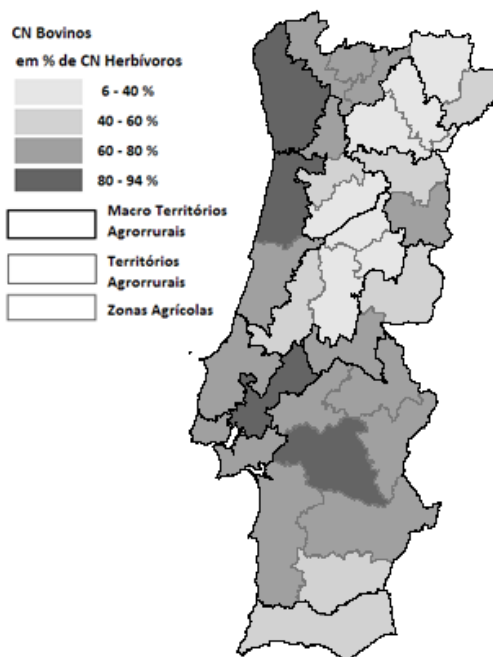 CN Bovinos
em % de CN Herbívoros
6 - 40 %
40 - 60 %
60 - 80 %
80 - 94 %
Macro Territórios
Agrorrurais
Territórios
Agrorrurais
Zonas Agrícolas